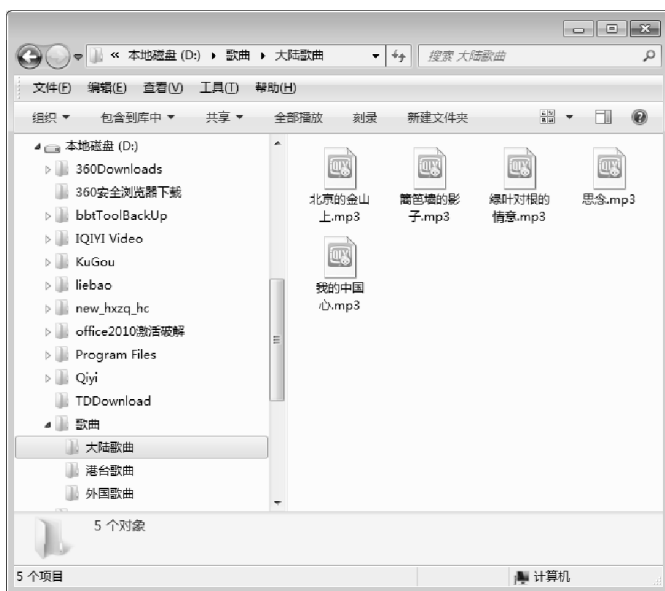 « 本地磁盘 (D:) ▸ 歌曲 ▸ 大陆歌曲
搜索 大陆歌曲
文件(F) 编辑(E) 查看(V) 工具(T) 帮助(H)
组织 包含到库中 共享 全部播放 刻录 新建文件夹
本地磁盘 (D:)
360Downloads
360安全浏览器下载
bbtToolBackUp
IQIYI Video
KuGou
liebao
new_hxzq_hc
office2010激活破解
Program Files
Qiyi
TDDownload
歌曲
大陆歌曲
港台歌曲
外国歌曲
北京的金山
上.mp3
篱笆墙的影
子.mp3
绿叶对根的
情意.mp3
思念.mp3
我的中国
心.mp3
5 个对象
5 个项目
计算机